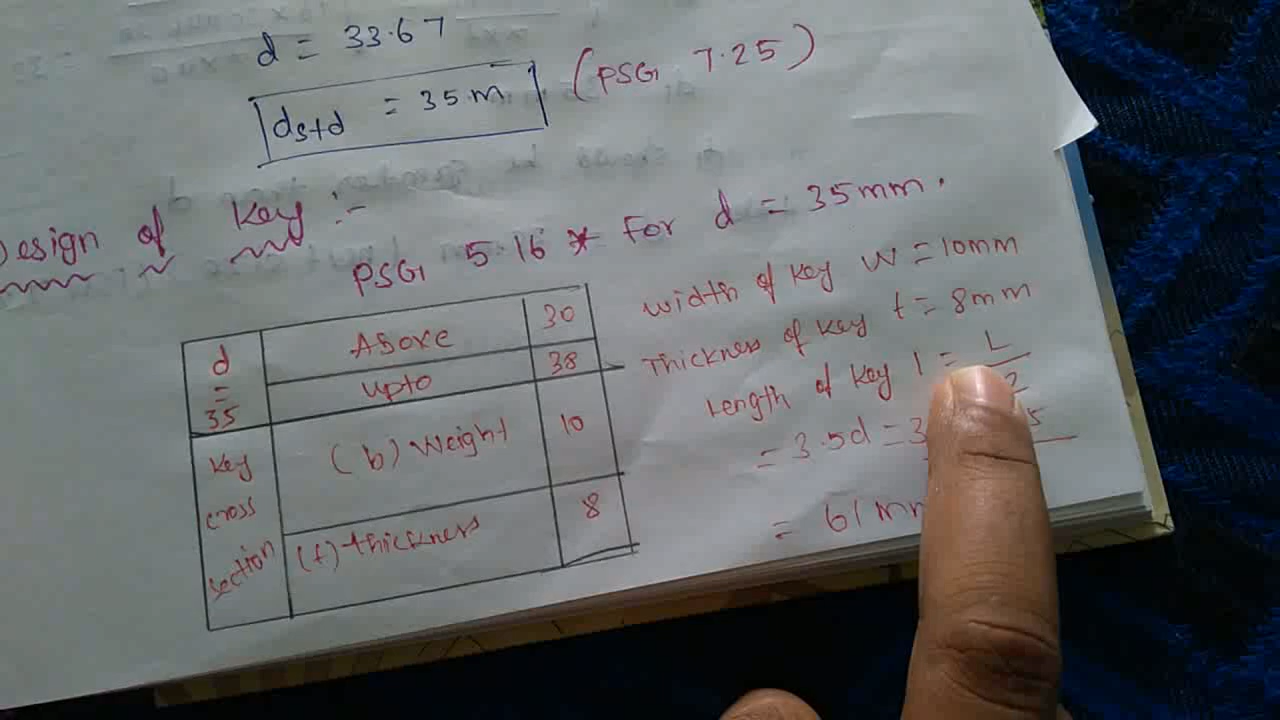 d = 33.67
dstd = 35 m (PSG, 7.25)
Design of Key :-
PSG, 5.16 * For d = 35mm.
d = 35 Above 30
upto 38
Key cross section (b) Weight 10
(t) thickness 8
Width of Key W = 10mm
Thickness of Key t = 8mm
Length of Key l = L/2
= 3.5d = 3
= 61 mm